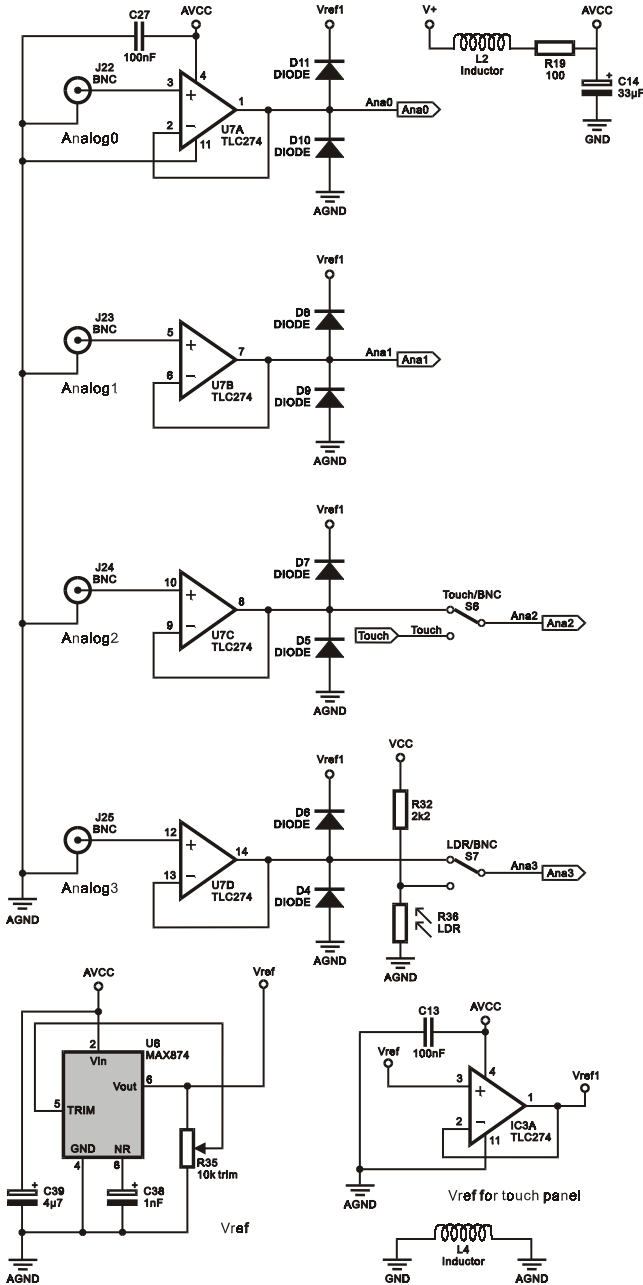 C27
100nF
AVCC
J22
BNC
3
4
1
2
11
U7A
TLC274
Analog0
Vref1
D11
DIODE
D10
DIODE
AGND
Ana0
Ana0
V+
L2
Inductor
R19
100
AVCC
C14
33µF
GND
J23
BNC
5
7
6
U7B
TLC274
Analog1
Vref1
D8
DIODE
D9
DIODE
AGND
Ana1
Ana1
J24
BNC
10
8
9
U7C
TLC274
Analog2
Vref1
D7
DIODE
D5
DIODE
AGND
Touch/BNC
S6
Touch
Touch
Ana2
Ana2
J25
BNC
12
14
13
U7D
TLC274
Analog3
AGND
Vref1
D6
DIODE
D4
DIODE
AGND
VCC
R32
2k2
R36
LDR
AGND
LDR/BNC
S7
Ana3
Ana3
AVCC
Vref
2
U6
MAX874
Vin
Vout
6
5
TRIM
GND
NR
4
8
R35
10k trim
C39
4µ7
C38
1nF
Vref
AGND
C13
100nF
AVCC
Vref
3
4
1
2
11
IC3A
TLC274
Vref1
AGND
Vref for touch panel
L4
Inductor
GND
AGND